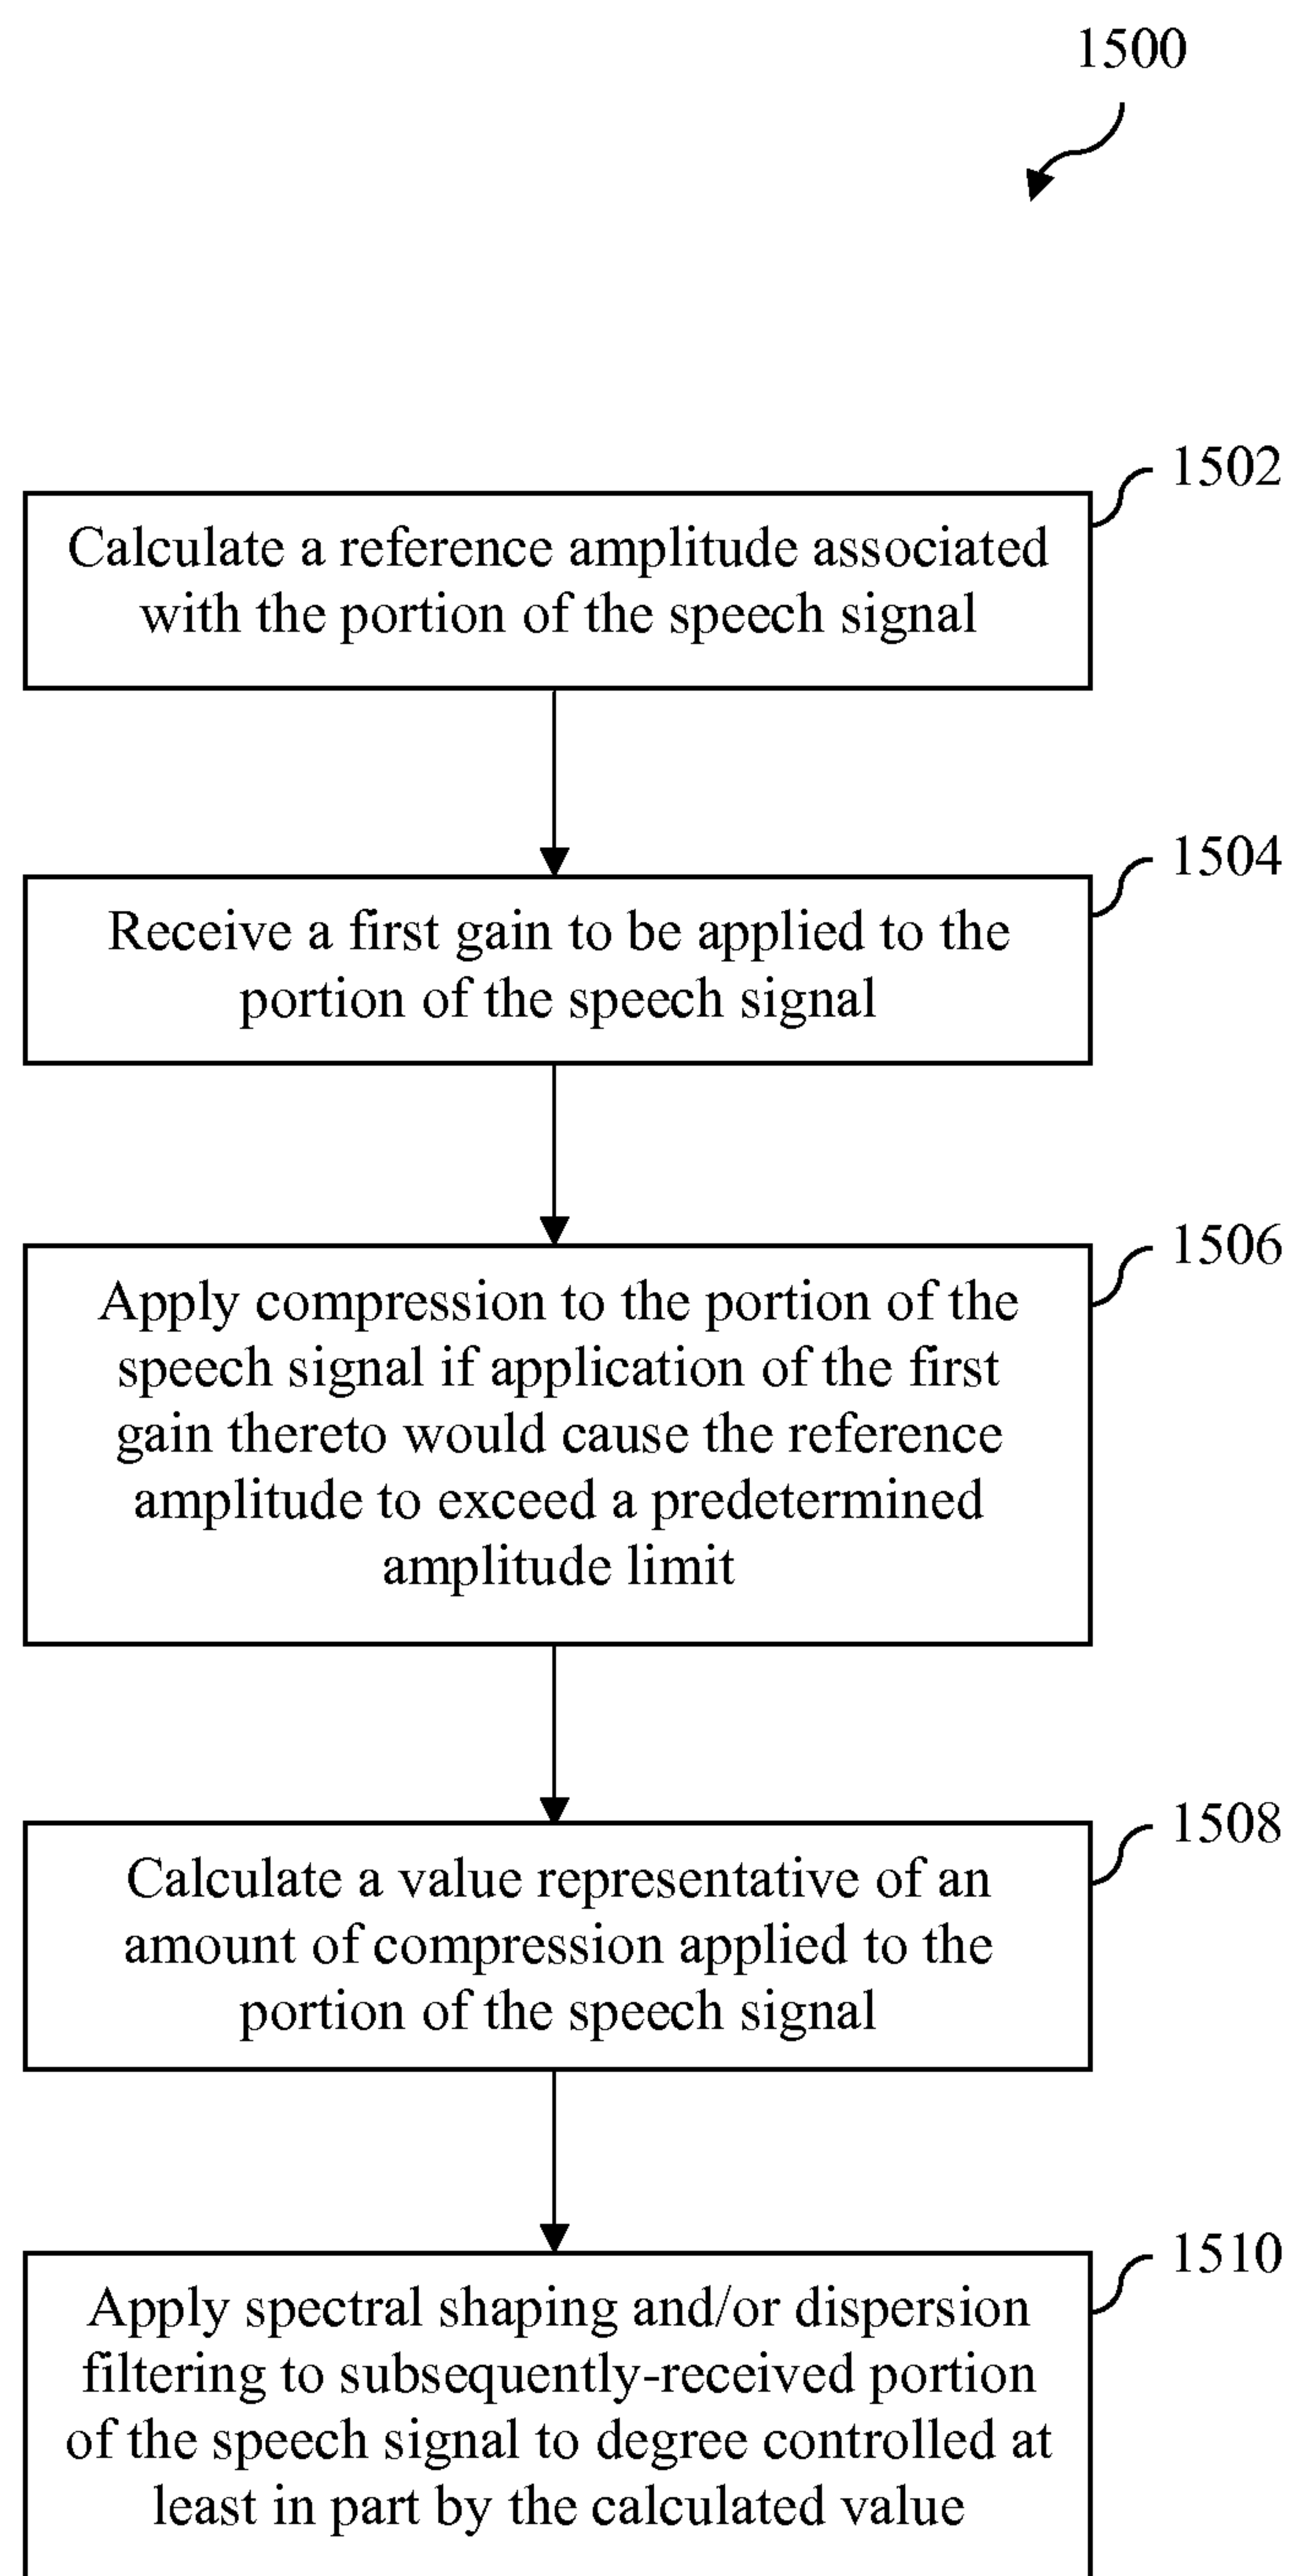 1500
1502
Calculate a reference amplitude associated
with the portion of the speech signal
1504
Receive a first gain to be applied to the
portion of the speech signal
1506
Apply compression to the portion of the
speech signal if application of the first
gain thereto would cause the reference
amplitude to exceed a predetermined
amplitude limit
1508
Calculate a value representative of an
amount of compression applied to the
portion of the speech signal
1510
Apply spectral shaping and/or dispersion
filtering to subsequently-received portion
of the speech signal to degree controlled at
least in part by the calculated value